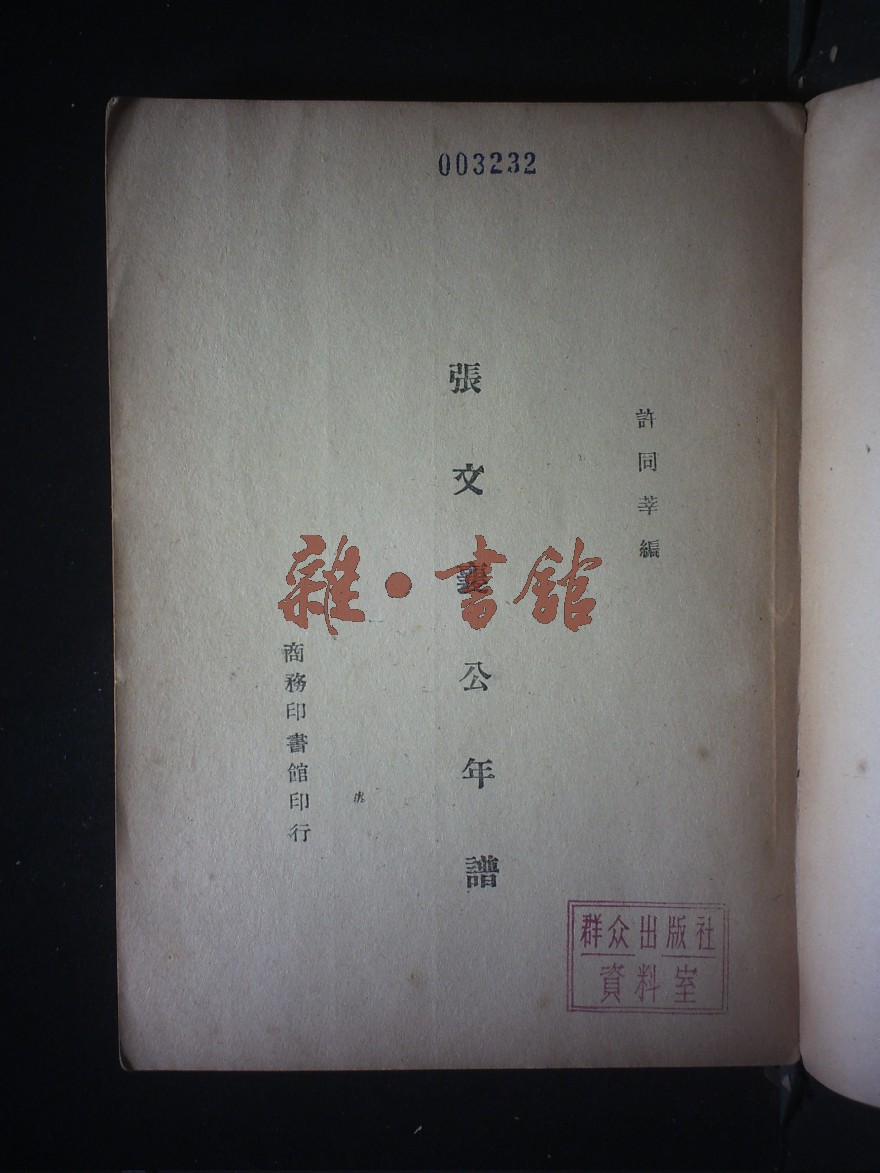 003232
許同莘編
張文襄公年譜
商務印書館印行
雜·書館
群众出版社
資料室